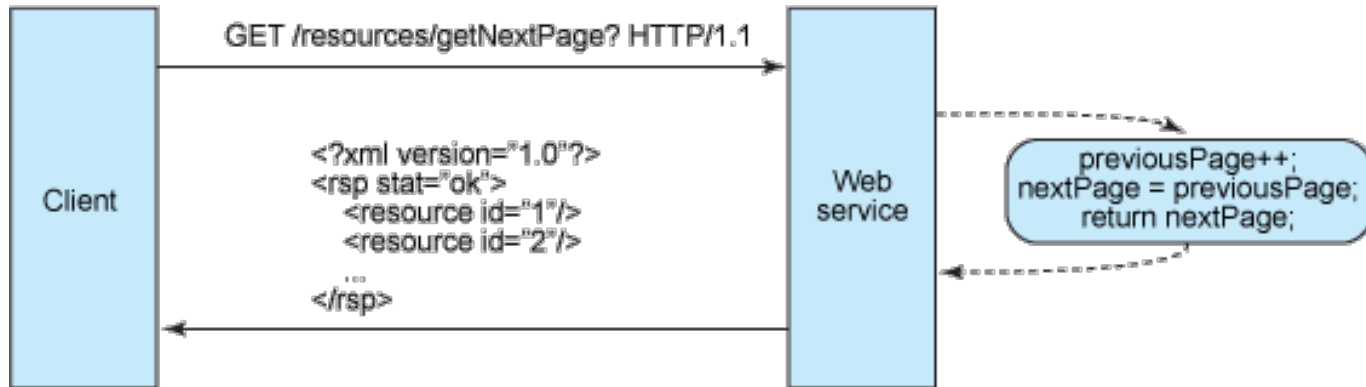 GET /resources/getNextPage? HTTP/1.1
<?xml version="1.0"?>
<rsp stat="ok">
<resource id="1"/>
<resource id="2"/>
...
</rsp>
Client
Web
service
previousPage++;
nextPage = previousPage;
return nextPage;